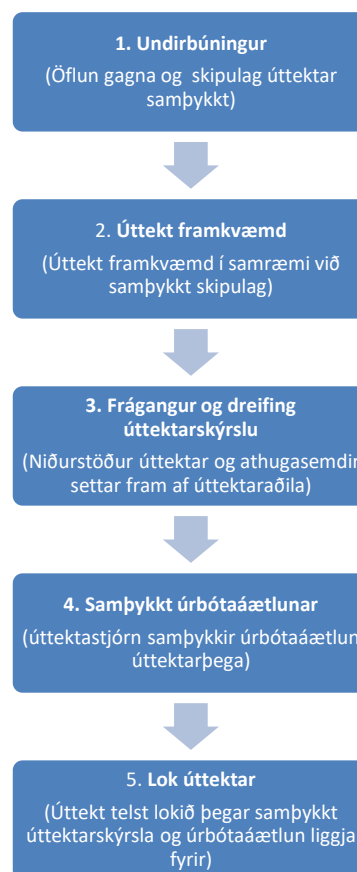 1. Undirbúningur
(Öflun gagna og skipulag úttektar
samþykkt)
2. Úttekt framkvæmd
(Úttekt framkvæmd í samræmi við
samþykkt skipulag)
3. Frágangur og dreifing
úttektarskýrslu
(Niðurstöður úttektar og athugasemdir
settar fram af úttektaraðila)
4. Samþykkt úrbótaáætlunar
(úttektastjórn samþykkir úrbótaáætlun
úttektarþega)
5. Lok úttektar
(Úttekt telst lokið þegar samþykkt
úttektarskýrsla og úrbótaáætlun liggja
fyrir)